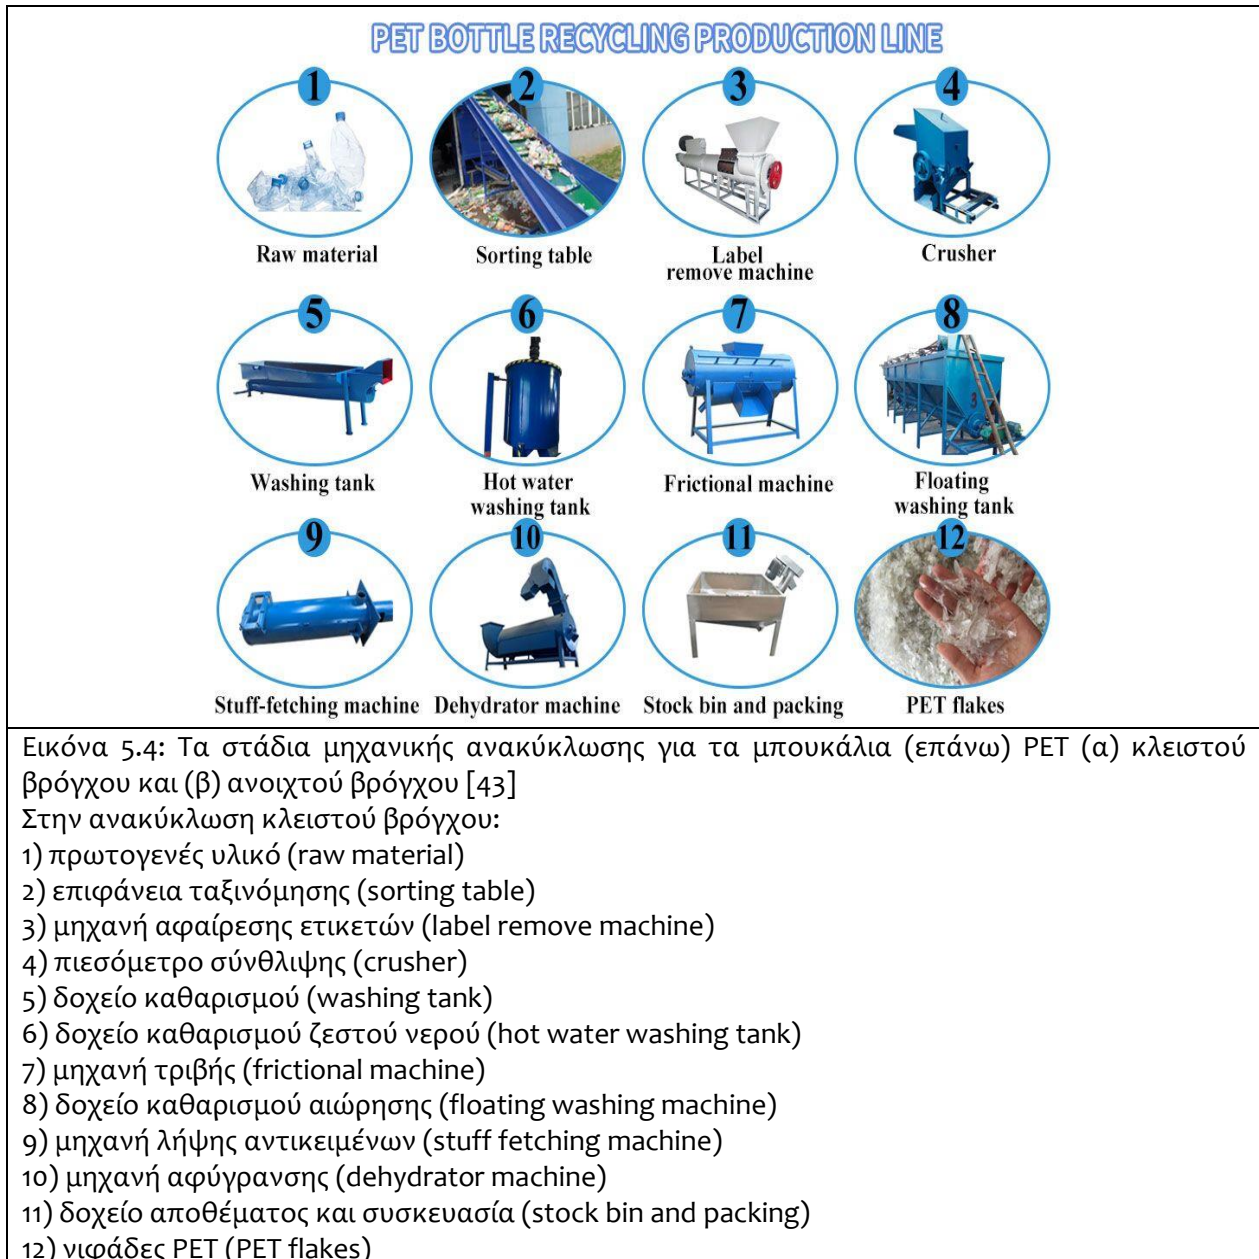 PET BOTTLE RECYCLING PRODUCTION LINE
1
2
3
4
Raw material
Sorting table
Label
remove machine
Crusher
5
6
7
8
Washing tank
Hot water
washing tank
Frictional machine
Floating
washing tank
9
10
11
12
Stuff-fetching machine
Dehydrator machine
Stock bin and packing
PET flakes
Εικόνα 5.4: Τα στάδια μηχανικής ανακύκλωσης για τα μπουκάλια (επάνω) PET (α) κλειστού
βρόγχου και (β) ανοιχτού βρόγχου [43]
Στην ανακύκλωση κλειστού βρόγχου:
1) πρωτογενές υλικό (raw material)
2) επιφάνεια ταξινόμησης (sorting table)
3) μηχανή αφαίρεσης ετικετών (label remove machine)
4) πιεσόμετρο σύνθλιψης (crusher)
5) δοχείο καθαρισμού (washing tank)
6) δοχείο καθαρισμού ζεστού νερού (hot water washing tank)
7) μηχανή τριβής (frictional machine)
8) δοχείο καθαρισμού αιώρησης (floating washing machine)
9) μηχανή λήψης αντικειμένων (stuff fetching machine)
10) μηχανή αφύγρανσης (dehydrator machine)
11) δοχείο αποθέματος και συσκευασία (stock bin and packing)
12) νιφάδες PET (PET flakes)